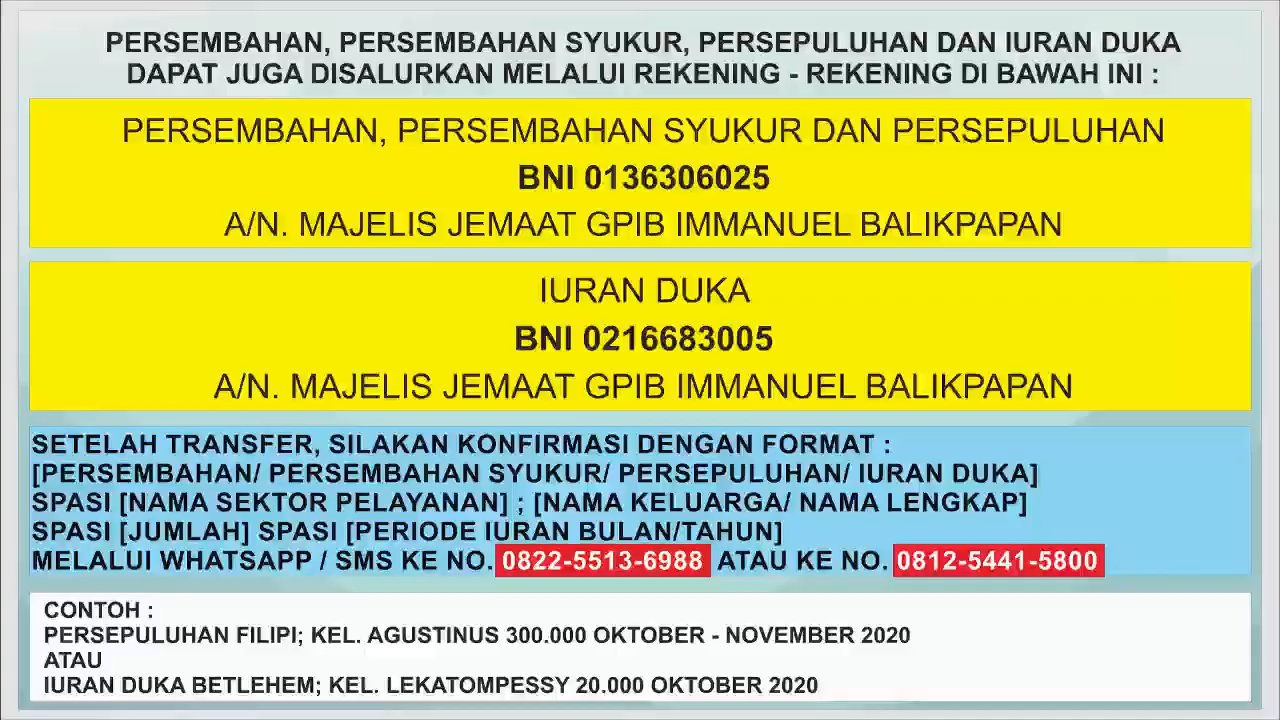 PERSEMBAHAN, PERSEMBAHAN SYUKUR, PERSEPULUHAN DAN IURAN DUKA
DAPAT JUGA DISALURKAN MELALUI REKENING - REKENING DI BAWAH INI :
PERSEMBAHAN, PERSEMBAHAN SYUKUR DAN PERSEPULUHAN
BNI 0136306025
A/N. MAJELIS JEMAAT GPIB IMMANUEL BALIKPAPAN
IURAN DUKA
BNI 0216683005
A/N. MAJELIS JEMAAT GPIB IMMANUEL BALIKPAPAN
SETELAH TRANSFER, SILAKAN KONFIRMASI DENGAN FORMAT :
[PERSEMBAHAN/ PERSEMBAHAN SYUKUR/ PERSEPULUHAN/ IURAN DUKA]
SPASI [NAMA SEKTOR PELAYANAN] ; [NAMA KELUARGA/ NAMA LENGKAP]
SPASI [JUMLAH] SPASI [PERIODE IURAN BULAN/TAHUN]
MELALUI WHATSAPP / SMS KE NO. 0822-5513-6988 ATAU KE NO. 0812-5441-5800
CONTOH :
PERSEPULUHAN FILIPI; KEL. AGUSTINUS 300.000 OKTOBER - NOVEMBER 2020
ATAU
IURAN DUKA BETLEHEM; KEL. LEKATOMPESSY 20.000 OKTOBER 2020